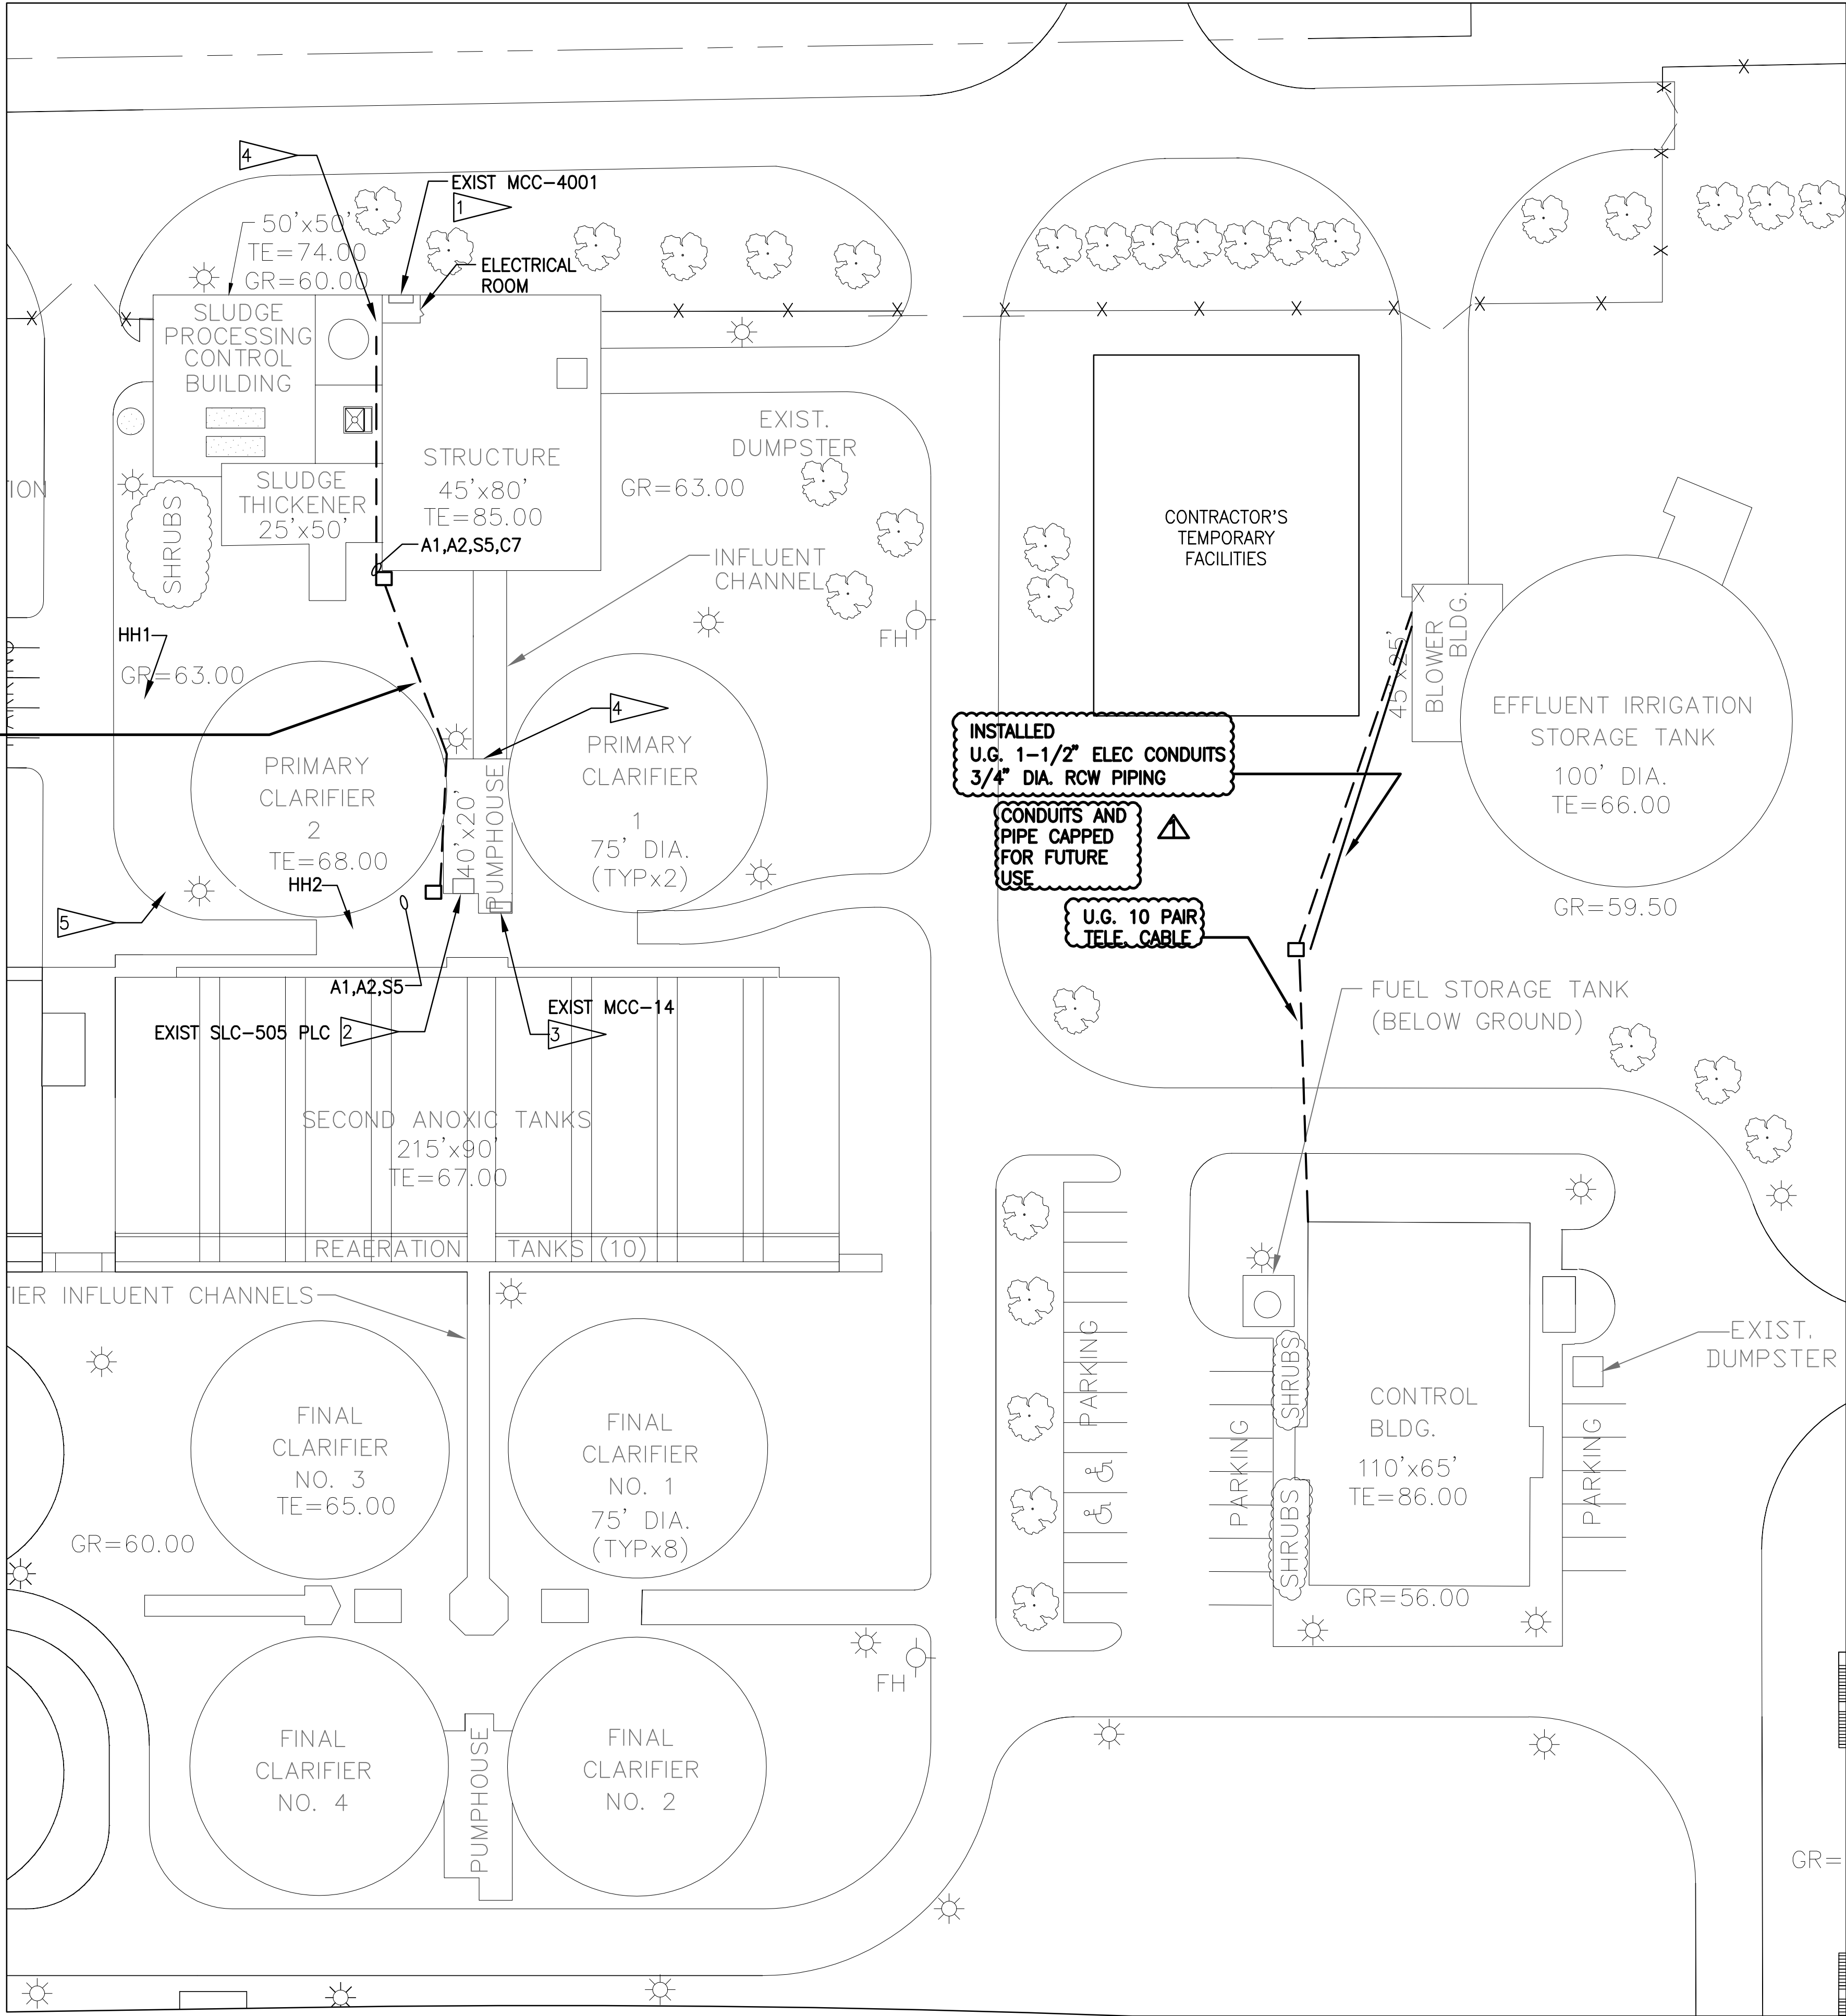 4
EXIST MCC-4001
1
50'x50'
TE=74.00
GR=60.00
ELECTRICAL
ROOM
SLUDGE
PROCESSING
CONTROL
BUILDING
EXIST.
DUMPSTER
STRUCTURE
45'x80'
TE=85.00
GR=63.00
SLUDGE
THICKENER
25'x50'
SHRUBS
ION
A1,A2,S5,C7
INFLUENT
CHANNEL
CONTRACTOR'S
TEMPORARY
FACILITIES
FH
HH1
GR=63.00
4
45'x25'
BLOWER
BLDG.
EFFLUENT IRRIGATION
STORAGE TANK
100' DIA.
TE=66.00
GR=59.50
INSTALLED
U.G. 1-1/2" ELEC CONDUITS
3/4" DIA. RCW PIPING
CONDUITS AND
PIPE CAPPED
FOR FUTURE
USE
1
PRIMARY
CLARIFIER
2
TE=68.00
40'x20'
PUMPHOUSE
PRIMARY
CLARIFIER
1
75' DIA.
(TYPx2)
HH2
5
U.G. 10 PAIR
TELE. CABLE
A1,A2,S5
EXIST SLC-505 PLC
2
EXIST MCC-14
3
FUEL STORAGE TANK
(BELOW GROUND)
SECOND ANOXIC TANKS
215'x90'
TE=67.00
REAERATION TANKS (10)
IER INFLUENT CHANNELS
EXIST.
DUMPSTER
FINAL
CLARIFIER
NO. 3
TE=65.00
FINAL
CLARIFIER
NO. 1
75' DIA.
(TYPx8)
GR=60.00
PARKING
PARKING
SHRUBS
SHRUBS
CONTROL
BLDG.
110'x65'
TE=86.00
PARKING
GR=56.00
FH
FINAL
CLARIFIER
NO. 4
PUMPHOUSE
FINAL
CLARIFIER
NO. 2
GR=